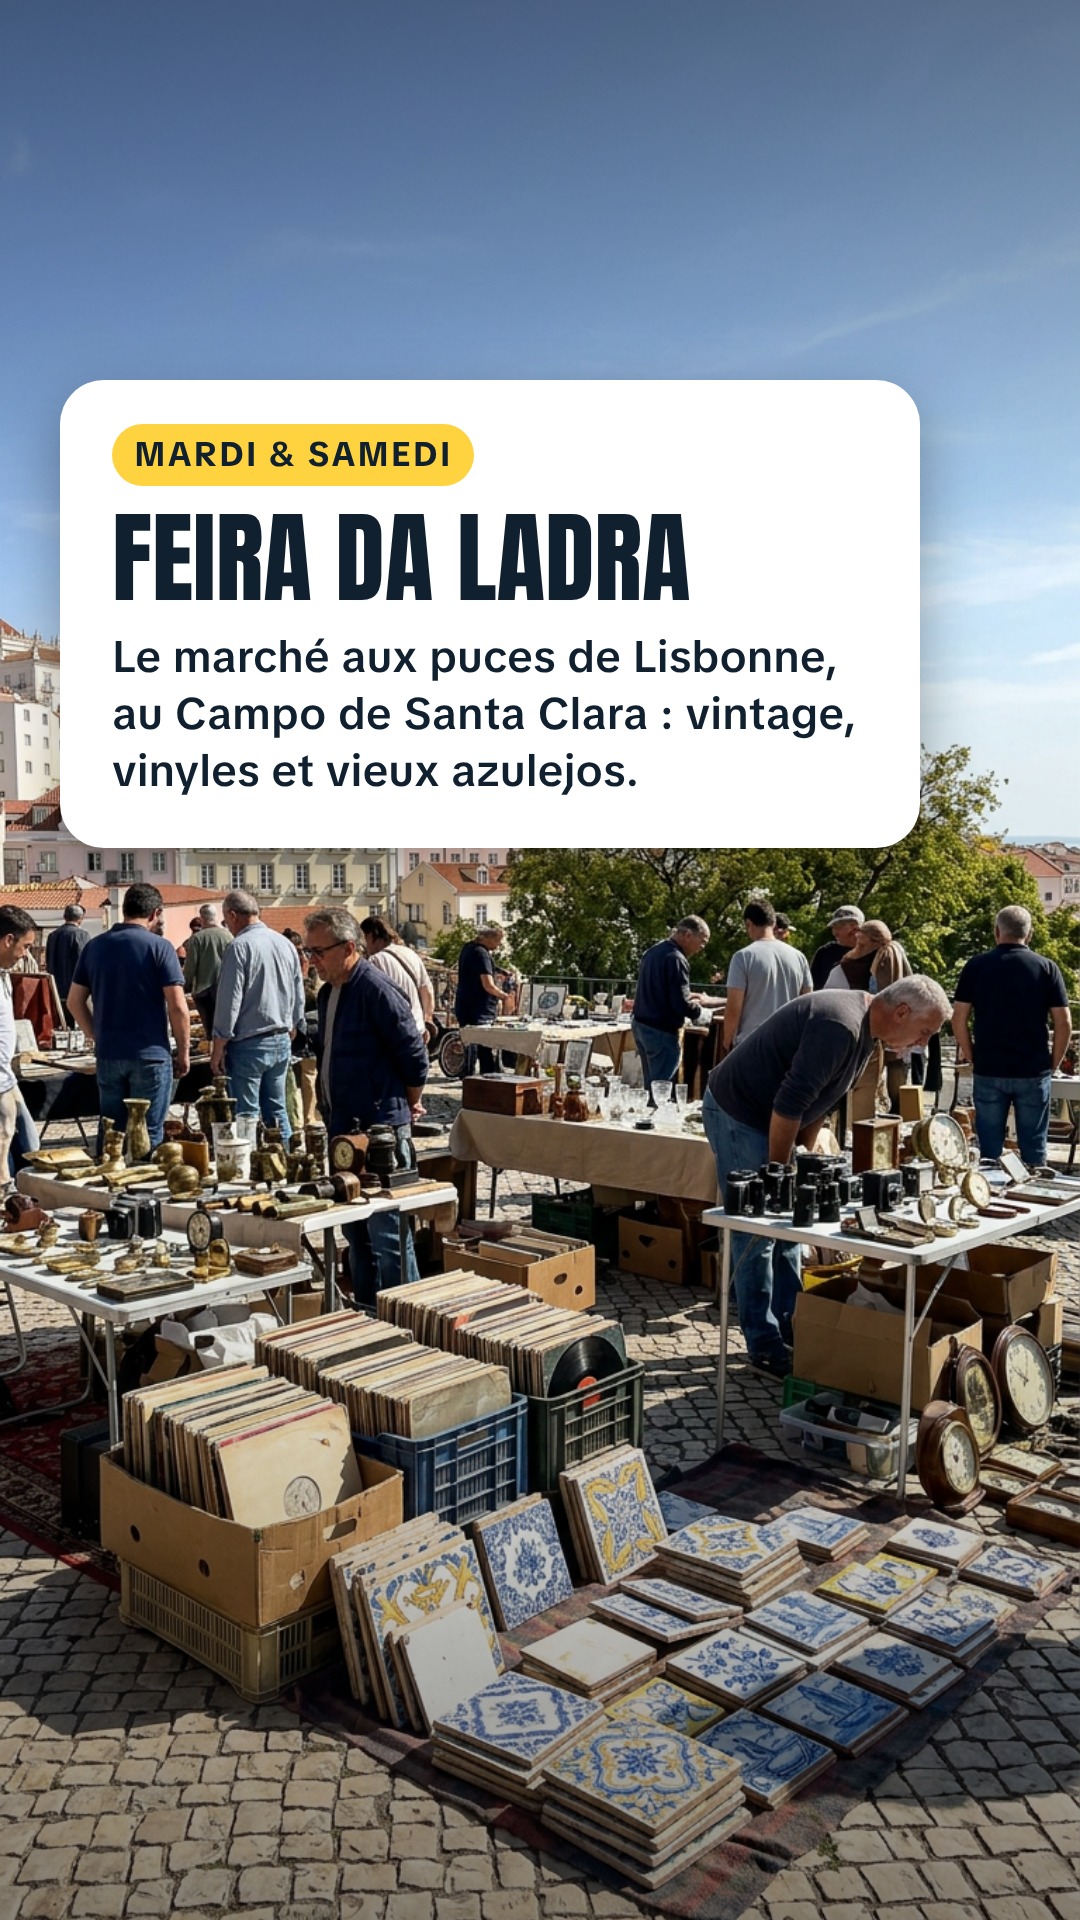 MARDI & SAMEDI
FEIRA DA LADRA
Le marché aux puces de Lisbonne,
au Campo de Santa Clara : vintage,
vinyles et vieux azulejos.